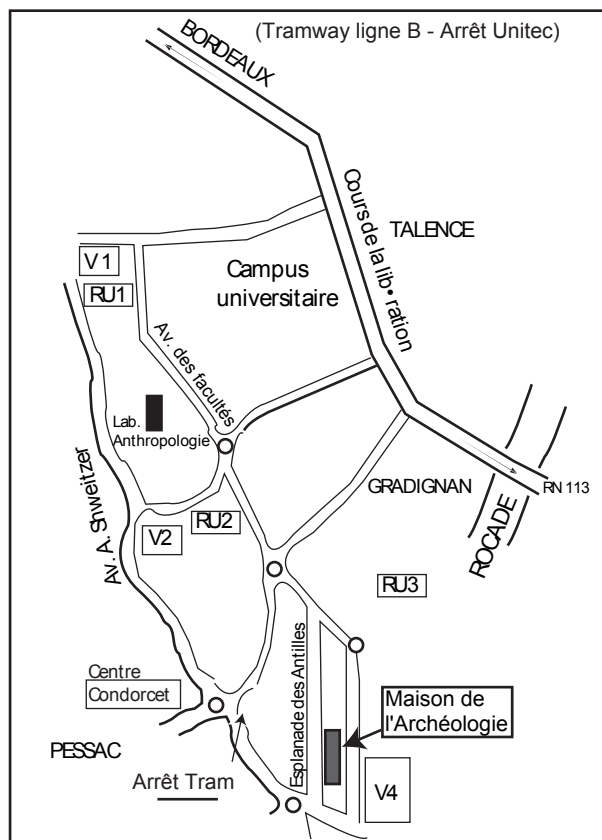 (Tramway ligne B - Arrêt Unitec)
BORDEAUX
Cours de la lib•ration
TALENCE
V1
RU1
Campus
universitaire
Av. des facultés
Lab.
Anthropologie
Av. A. Shweitzer
GRADIGNAN
RN 113
ROCADE
RU2
V2
RU3
Centre
Condorcet
Esplanade des Antilles
Maison de
l'Archéologie
PESSAC
Arrêt Tram
V4